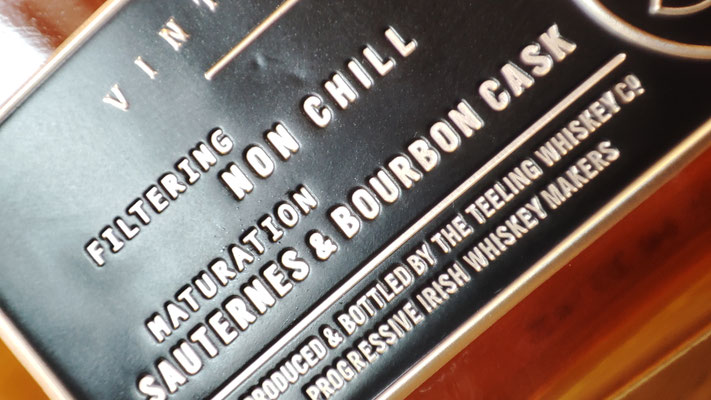 FILTERING
NON CHILL
MATURATION
SAUTERNES & BOURBON CASK
PRODUCED & BOTTLED BY THE TEELING WHISKEY Co
PROGRESSIVE IRISH WHISKEY MAKERS